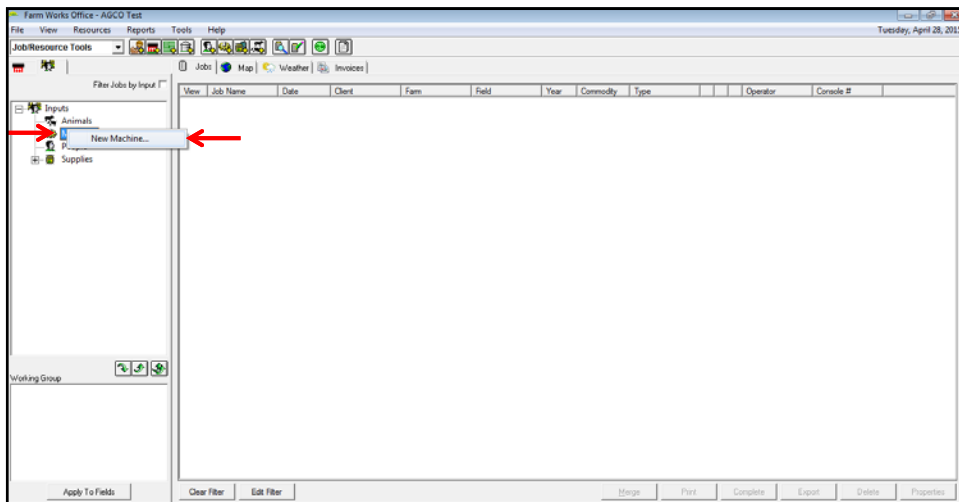 Farm Works Office - AGCO Test
File View Resources Reports Tools Help Tuesday, April 28, 201
Job/Resource Tools
Jobs Map Weather Invoices
Filter Jobs by Input
View Job Name Date Client Farm Field Year Commodity Type Operator Console #
Inputs
Animals
New Machine...
Supplies
Working Group
Apply To Fields Clear Filter Edit Filter Merge Print Complete Export Delete Properties